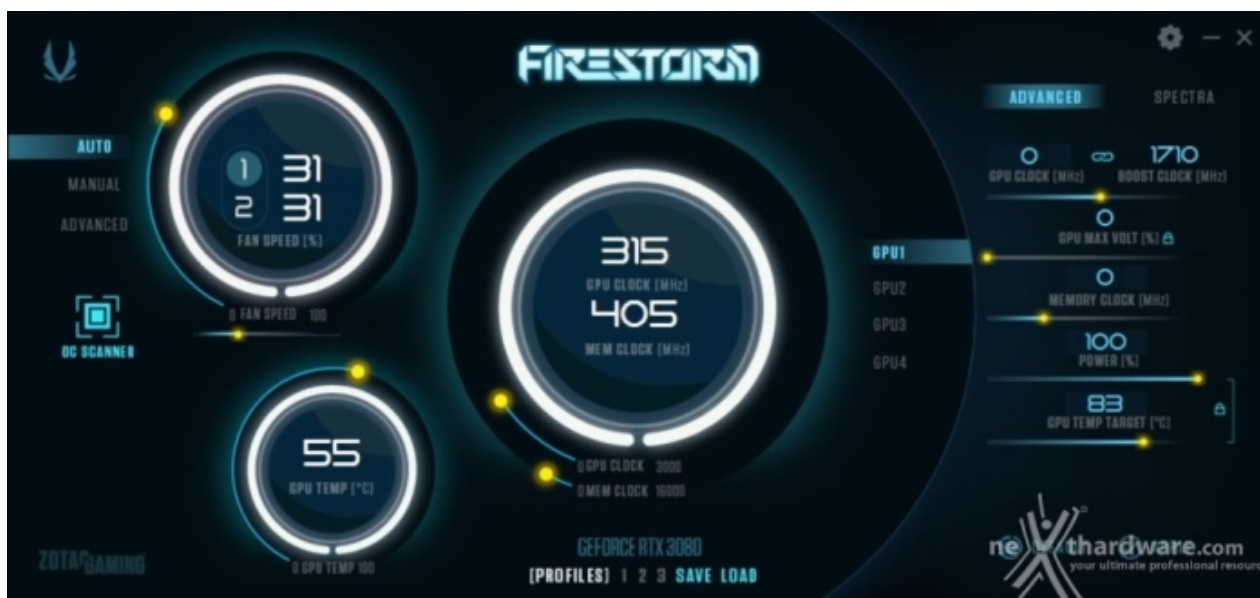 FIRESTORM
ADVANCED SPECTRA
AUTO
MANUAL
ADVANCED
1 31
2 31
FAN SPEED [%]
0 FAN SPEED 100
OC SCANNER
55
GPU TEMP [°C]
0 GPU TEMP 100
315
GPU CLOCK [MHz]
405
MEM CLOCK [MHz]
0 GPU CLOCK 3000
0 MEM CLOCK 16000
GPU1
GPU2
GPU3
GPU4
0 1710
GPU CLOCK [MHz] BOOST CLOCK [MHz]
0
GPU MAX VOLT [%]
0
MEMORY CLOCK [MHz]
100
POWER [%]
83
GPU TEMP TARGET [°C]
ZOTAC GAMING
GEFORCE RTX 3080
[PROFILES] 1 2 3 SAVE LOAD
ne thardware.com
your ultimate professional resour